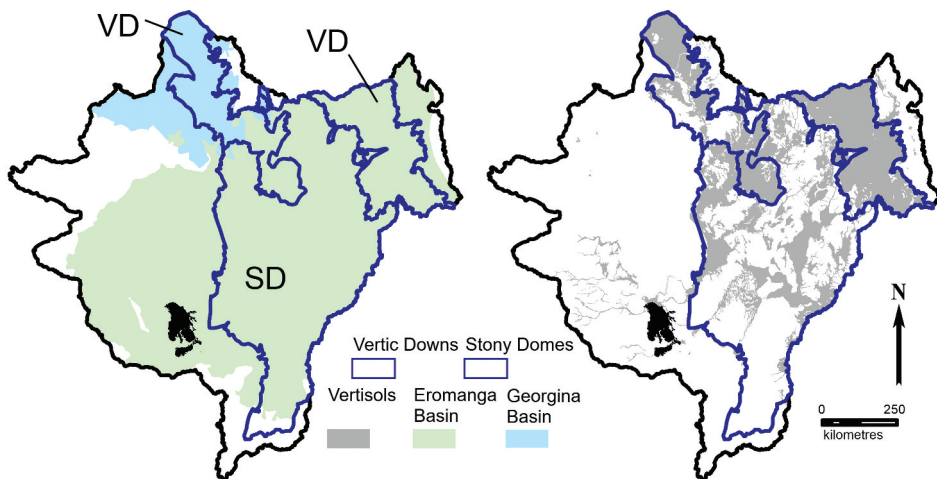 VD
VD
SD
N
Vertic Downs Stony Domes
Vertisols Eromanga Basin Georgina Basin
0 250
kilometres